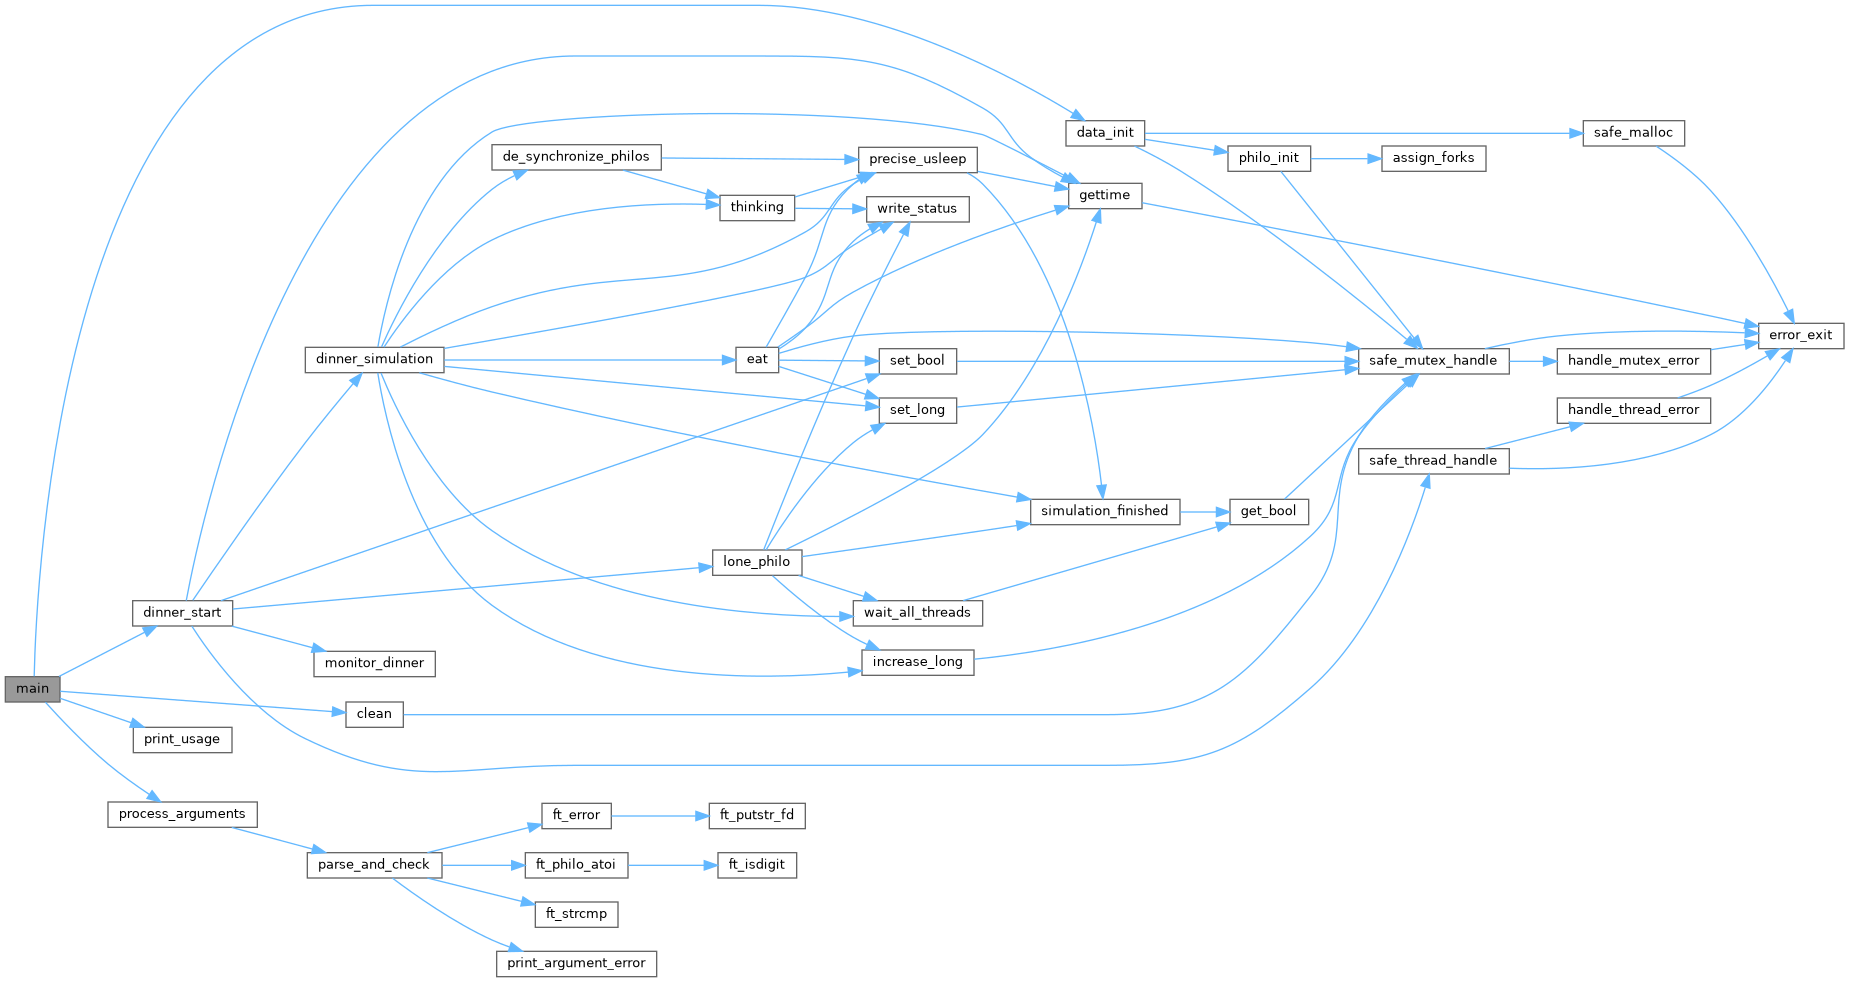 data_init
safe_malloc
de_synchronize_philos
precise_usleep
philo_init
assign_forks
gettime
thinking
write_status
error_exit
dinner_simulation
eat
set_bool
safe_mutex_handle
handle_mutex_error
set_long
handle_thread_error
safe_thread_handle
simulation_finished
get_bool
lone_philo
dinner_start
wait_all_threads
monitor_dinner
increase_long
main
clean
print_usage
process_arguments
ft_error
ft_putstr_fd
parse_and_check
ft_philo_atoi
ft_isdigit
ft_strcmp
print_argument_error